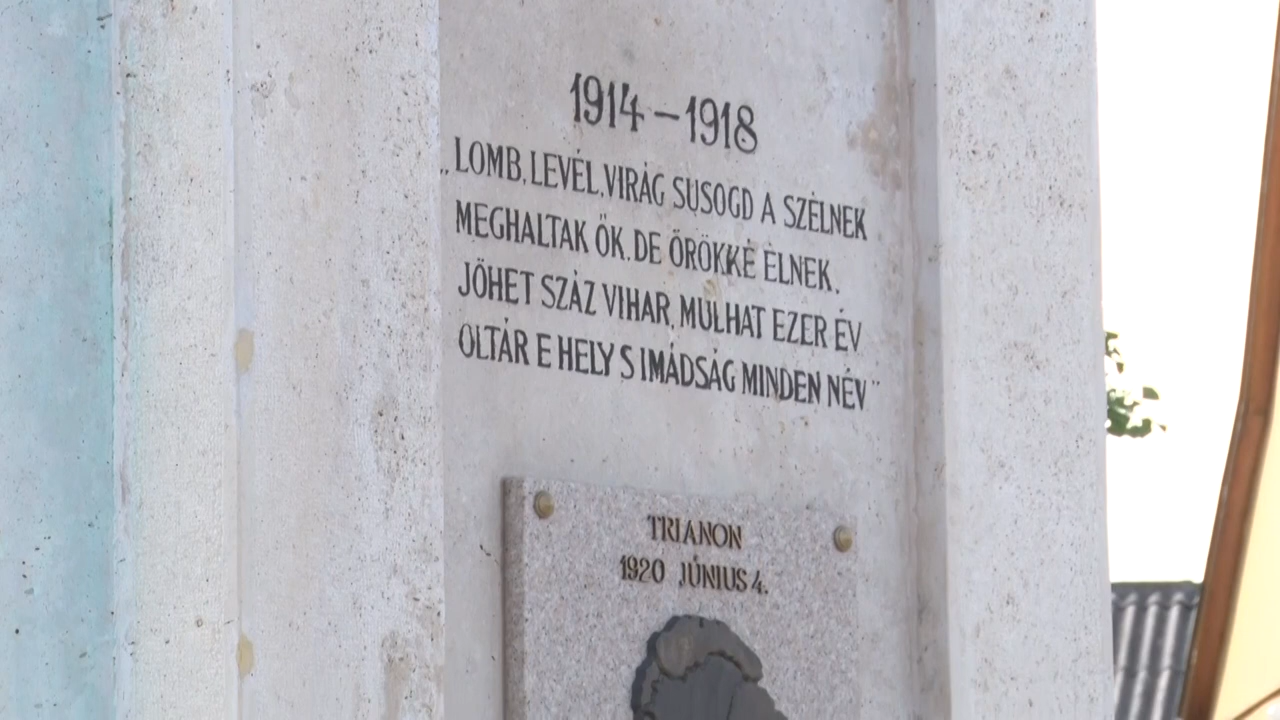 1914-1918
„LOMB, LEVÉL, VIRÁG SUSOGD A SZÉLNEK
MEGHALTAK ŐK, DE ÖRÖKKÉ ÉLNEK.
JÖHET SZÁZ VIHAR, MÚLHAT EZER ÉV
OLTÁR E HELY S IMÁDSÁG MINDEN NÉV"
TRIANON
1920 JÚNIUS 4.